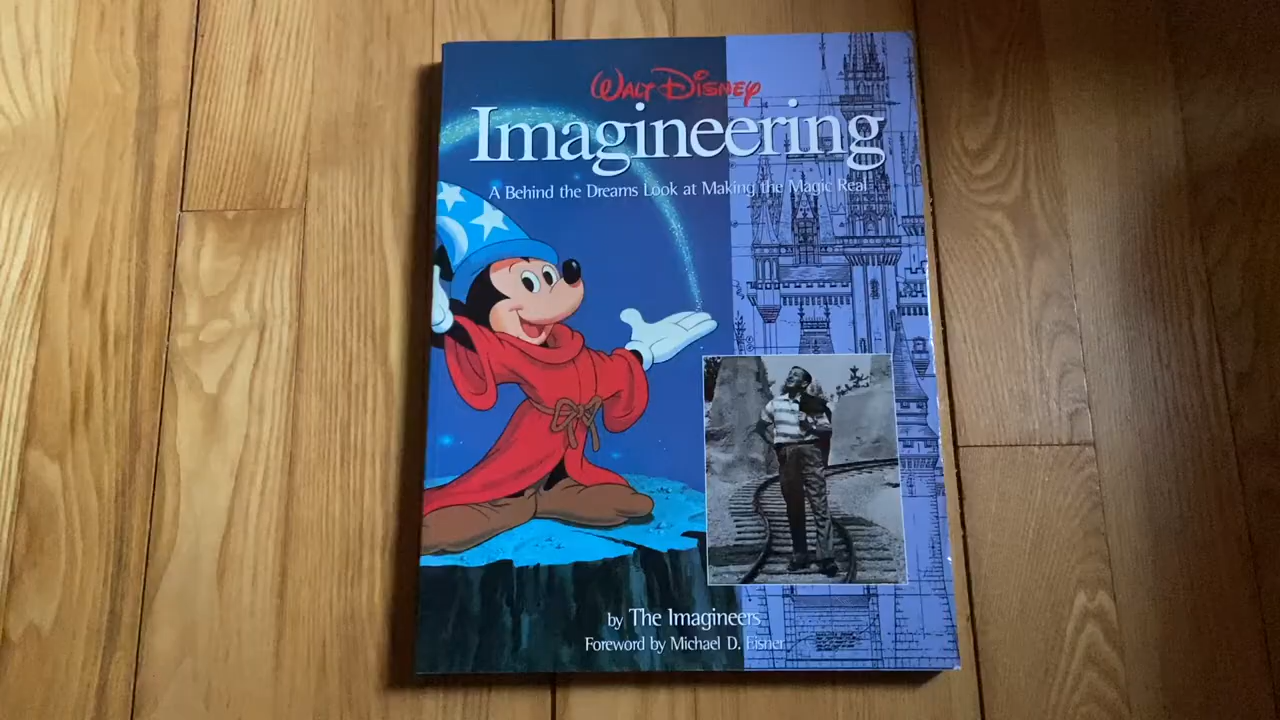 Walt Disney
Imagineering
A Behind the Dreams Look at Making the Magic Real
by The Imagineers
Foreword by Michael D. Eisner